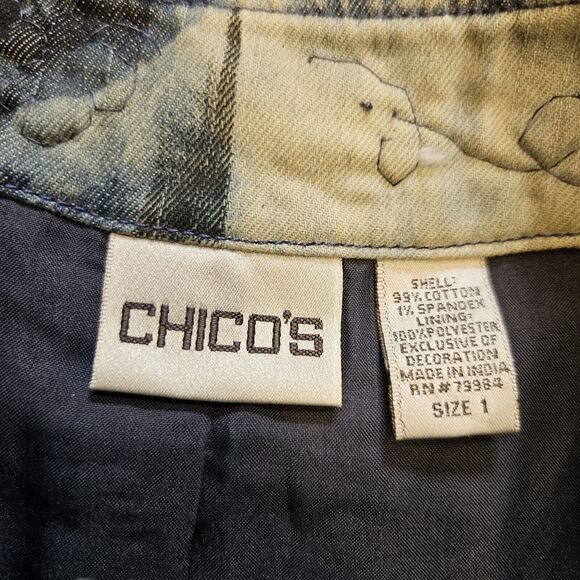 CHICO'S
SHELL:
99% COTTON
1% SPANDEX
LINING:
100% POLYESTER
EXCLUSIVE OF
DECORATION
MADE IN INDIA
RN# 79984
SIZE 1